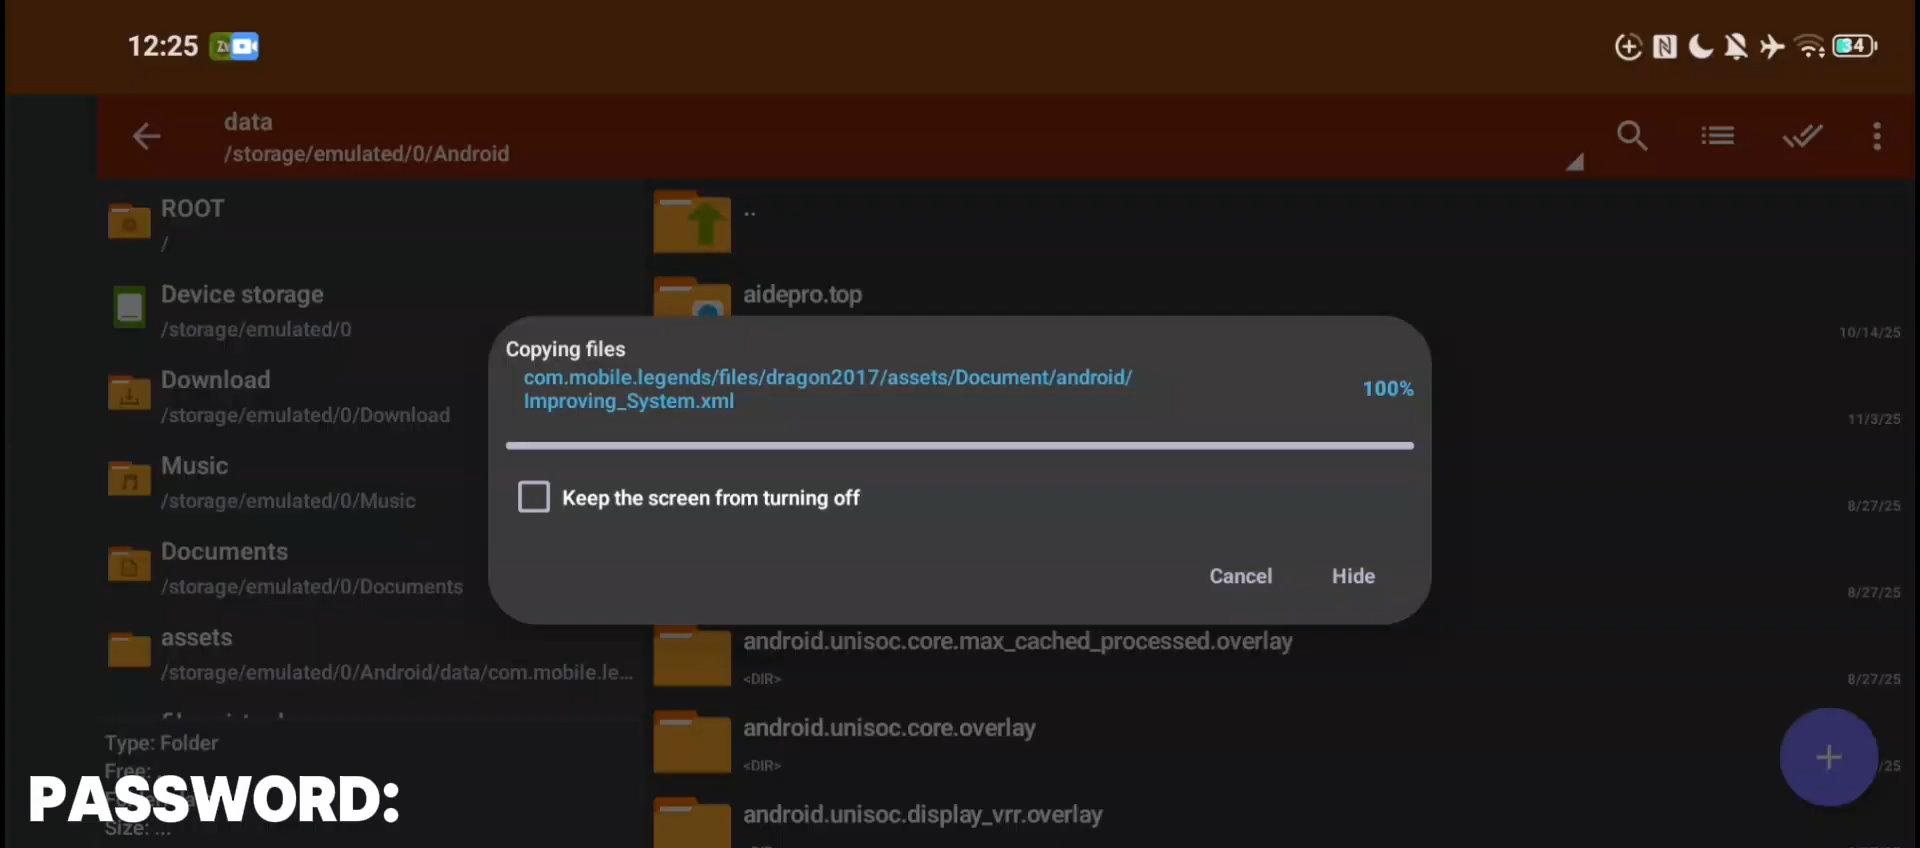 12:25
34
data
/storage/emulated/0/Android
ROOT
/
Device storage
/storage/emulated/0
Download
/storage/emulated/0/Download
Music
/storage/emulated/0/Music
Documents
/storage/emulated/0/Documents
assets
/storage/emulated/0/Android/data/com.mobile.le...
Type: Folder
Free:
Size: ...
PASSWORD:
..
aidepro.top
10/14/25
11/3/25
8/27/25
8/27/25
Copying files
com.mobile.legends/files/dragon2017/assets/Document/android/
Improving_System.xml
100%
Keep the screen from turning off
Cancel
Hide
android.unisoc.core.max_cached_processed.overlay
<DIR>
8/27/25
android.unisoc.core.overlay
<DIR>
/25
android.unisoc.display_vrr.overlay